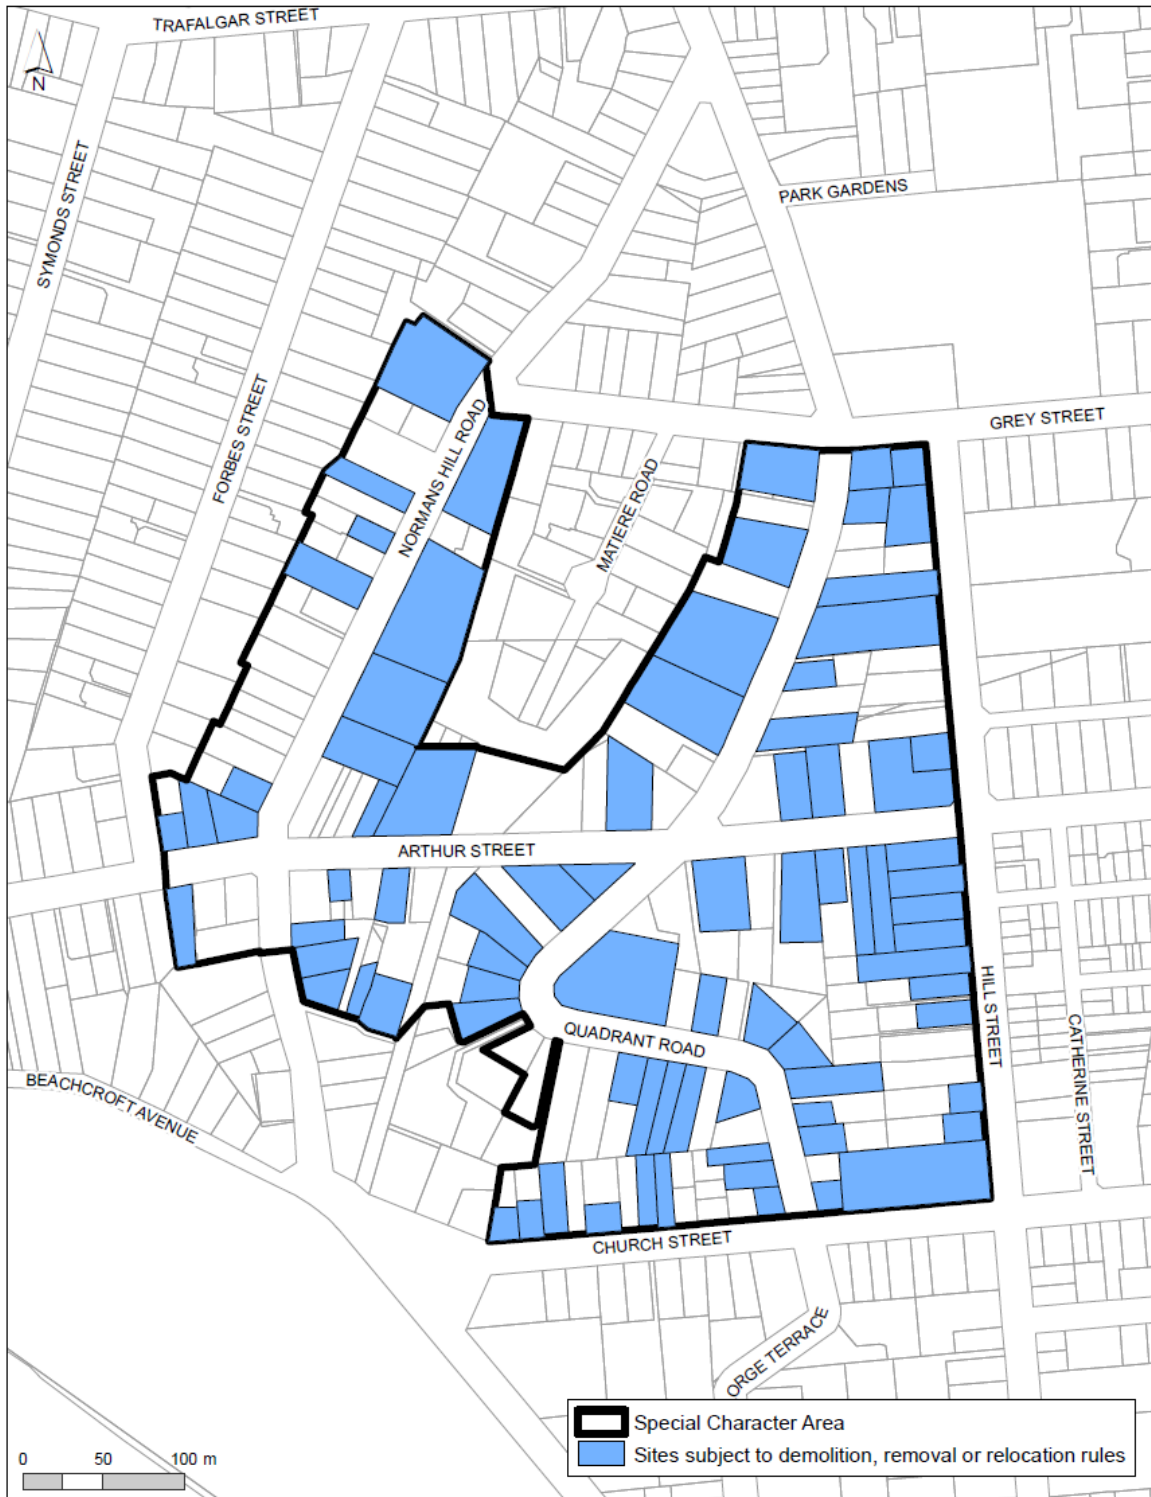 TRAFALGAR STREET
N
SYMONDS STREET
PARK GARDENS
GREY STREET
FORBES STREET
NORMANS HILL ROAD
MATIERE ROAD
ARTHUR STREET
HILL STREET
QUADRANT ROAD
CATHERINE STREET
BEACHCROFT AVENUE
CHURCH STREET
ORGE TERRACE
Special Character Area
Sites subject to demolition, removal or relocation rules
0 50 100 m